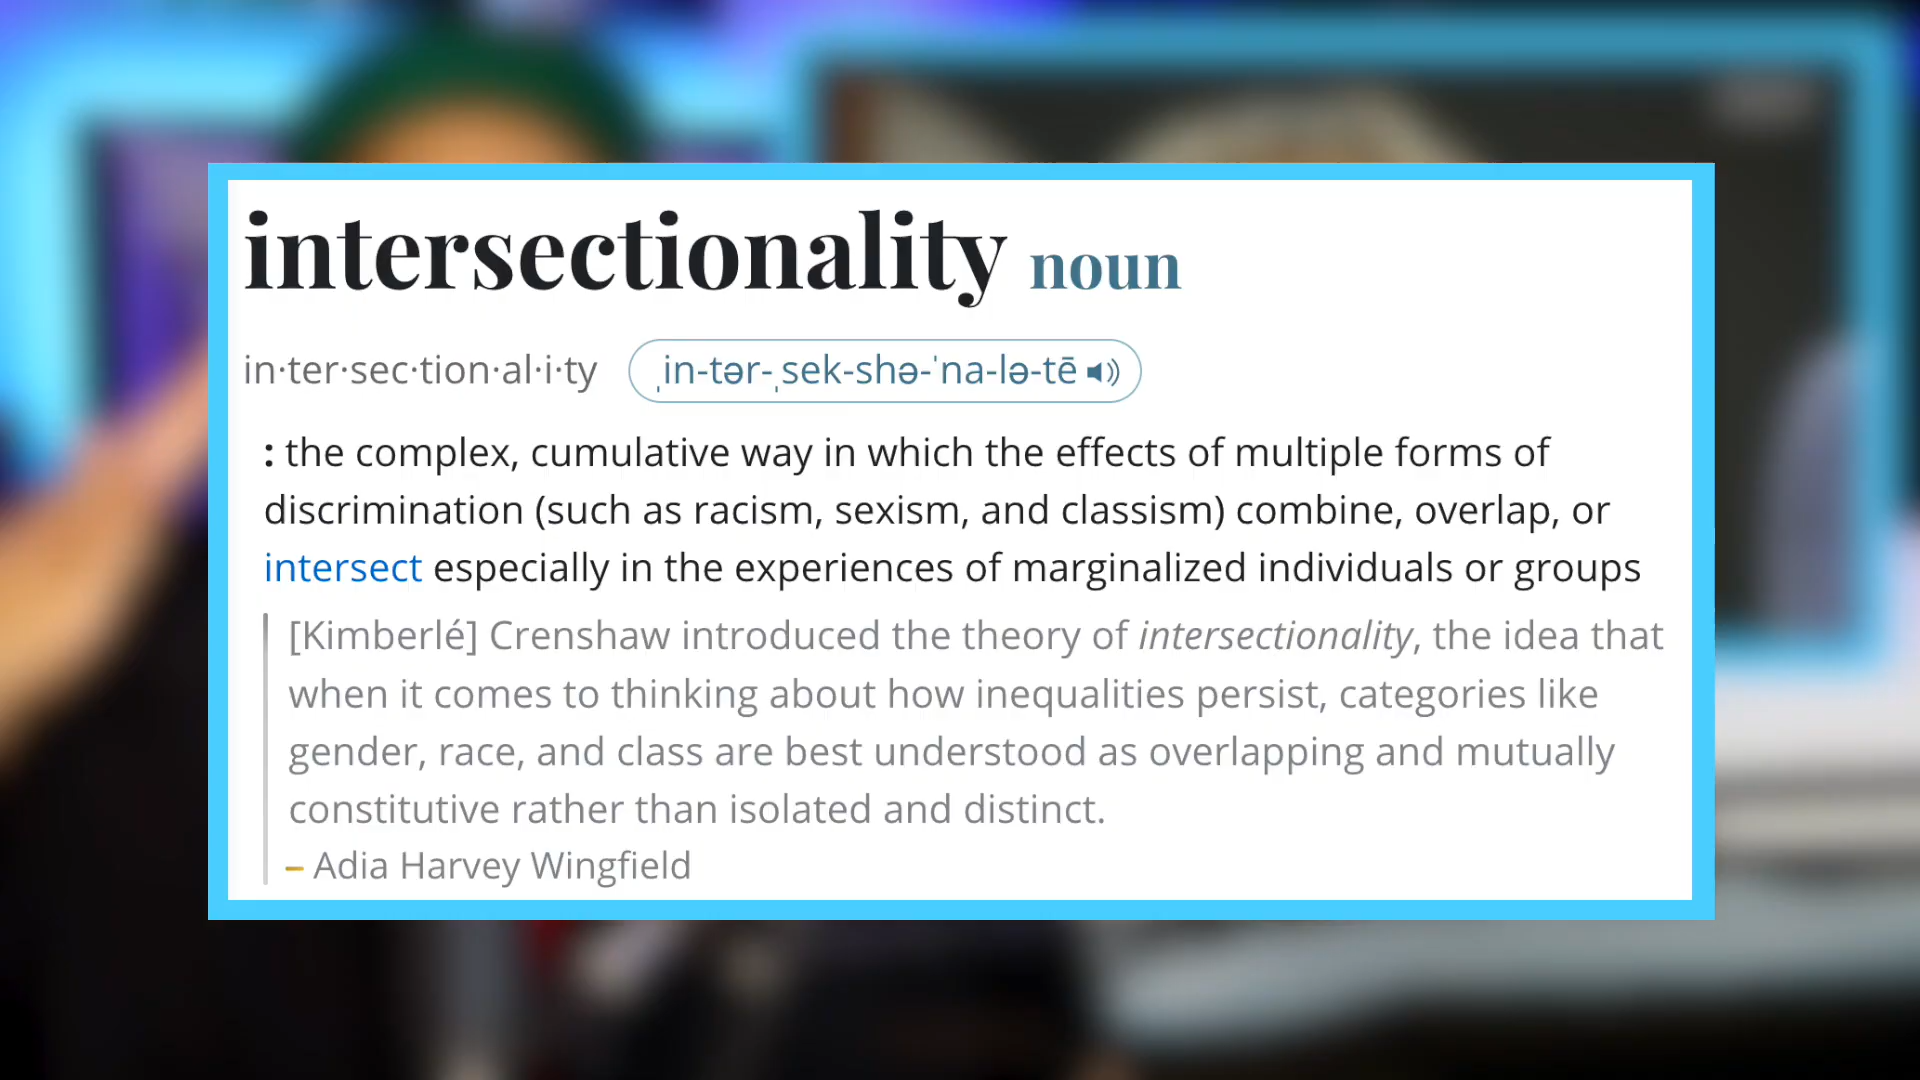 intersectionality noun
in·ter·sec·tion·al·i·ty ˌin-tər-ˌsek-shə-ˈna-lə-tē
: the complex, cumulative way in which the effects of multiple forms of
discrimination (such as racism, sexism, and classism) combine, overlap, or
intersect especially in the experiences of marginalized individuals or groups
[Kimberlé] Crenshaw introduced the theory of intersectionality, the idea that
when it comes to thinking about how inequalities persist, categories like
gender, race, and class are best understood as overlapping and mutually
constitutive rather than isolated and distinct.
– Adia Harvey Wingfield